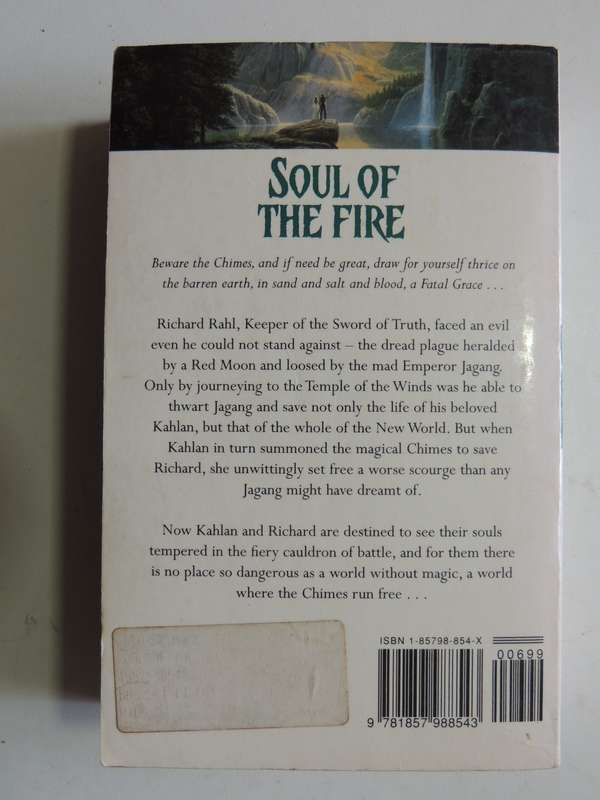 SOUL OF
THE FIRE
Beware the Chimes, and if need be great, draw for yourself thrice on
the barren earth, in sand and salt and blood, a Fatal Grace . . .
Richard Rahl, Keeper of the Sword of Truth, faced an evil
even he could not stand against – the dread plague heralded
by a Red Moon and loosed by the mad Emperor Jagang.
Only by journeying to the Temple of the Winds was he able to
thwart Jagang and save not only the life of his beloved
Kahlan, but that of the whole of the New World. But when
Kahlan in turn summoned the magical Chimes to save
Richard, she unwittingly set free a worse scourge than any
Jagang might have dreamt of.
Now Kahlan and Richard are destined to see their souls
tempered in the fiery cauldron of battle, and for them there
is no place so dangerous as a world without magic, a world
where the Chimes run free . . .
ISBN 1-85798-854-X
00699
9 781857 988543